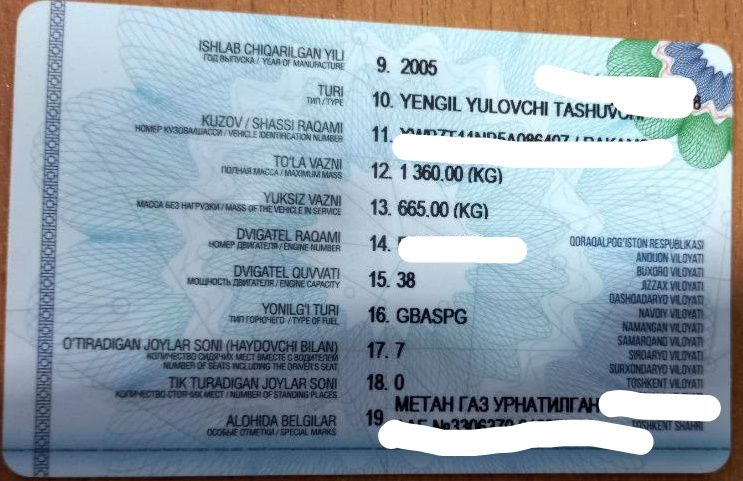 ISHLAB CHIQARILGAN YILI
ГОД ВЫПУСКА / YEAR OF MANUFACTURE
9. 2005
TURI
ТИП / TYPE
10. YENGIL YULOVCHI
KUZOV / SHASSI RAQAMI
НОМЕР КУЗОВА/ШАССИ / VEHICLE IDENTIFICATION NUMBER
11.
TO'LA VAZNI
ПОЛНАЯ МАССА / MAXIMUM MASS
12. 1 360.00 (KG)
YUKSIZ VAZNI
МАССА БЕЗ НАГРУЗКИ / MASS OF THE VEHICLE IN SERVICE
13. 665.00 (KG)
DVIGATEL RAQAMI
НОМЕР ДВИГАТЕЛЯ / ENGINE NUMBER
14.
DVIGATEL QUVVATI
МОЩНОСТЬ ДВИГАТЕЛЯ / ENGINE CAPACITY
15. 38
YONILG'I TURI
ТИП ГОРЮЧЕГО / TYPE OF FUEL
16. GBASPG
O'TIRADIGAN JOYLAR SONI (HAYDOVCHI BILAN)
КОЛИЧЕСТВО СИДЯЧИХ МЕСТ ВМЕСТЕ С ВОДИТЕЛЕМ
NUMBER OF SEATS INCLUDING THE DRIVER'S SEAT
17. 7
TIK TURADIGAN JOYLAR SONI
КОЛИЧЕСТВО СТОЯЧИХ МЕСТ / NUMBER OF STANDING PLACES
18. 0
ALOHIDA BELGILAR
ОСОБЫЕ ОТМЕТКИ / SPECIAL MARKS
19 МЕТАН ГАЗ УРНАТИЛГАН
QORAQALPOG'ISTON RESPUBLIKASI
ANDIJON VILOYATI
BUXORO VILOYATI
JIZZAX VILOYATI
QASHQADARYO VILOYATI
NAVOIY VILOYATI
NAMANGAN VILOYATI
SAMARQAND VILOYATI
SIRDARYO VILOYATI
SURXONDARYO VILOYATI
TOSHKENT VILOYATI
TOSHKENT SHAHRI